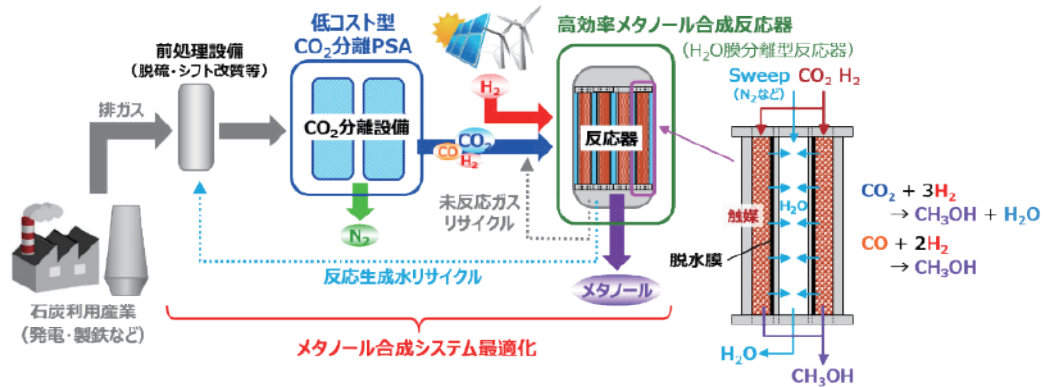 低コスト型
CO₂分離PSA
高効率メタノール合成反応器
(H₂O膜分離型反応器)
前処理設備
(脱硫・シフト改質等)
Sweep
(N₂など)
CO₂ H₂
排ガス
H₂
CO₂分離設備
CO₂
CO
H₂
反応器
未反応ガス
リサイクル
N₂
触媒
H₂O
脱水膜
CO₂ + 3H₂
→ CH₃OH + H₂O
CO + 2H₂
→ CH₃OH
反応生成水リサイクル
メタノール
石炭利用産業
(発電・製鉄など)
メタノール合成システム最適化
H₂O
CH₃OH